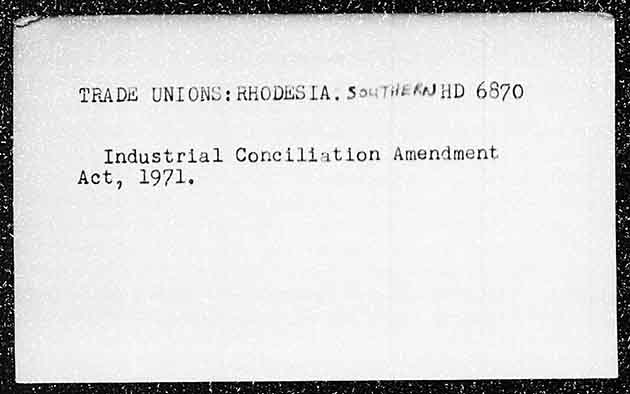 TRADE UNIONS: RHODESIA. SOUTHERN HD 6870
Industrial Conciliation Amendment
Act, 1971.